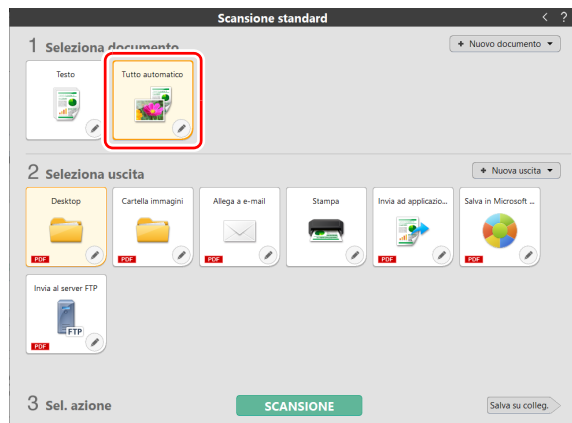 Scansione standard < ?
1 Seleziona documento
+ Nuovo documento
Testo
Tutto automatico
2 Seleziona uscita
+ Nuova uscita
Desktop
Cartella immagini
Allega a e-mail
Stampa
Invia ad applicazio...
Salva in Microsoft ...
PDF
PDF
PDF
PDF
PDF
Invia al server FTP
FTP
PDF
3 Sel. azione
SCANSIONE
Salva su colleg.